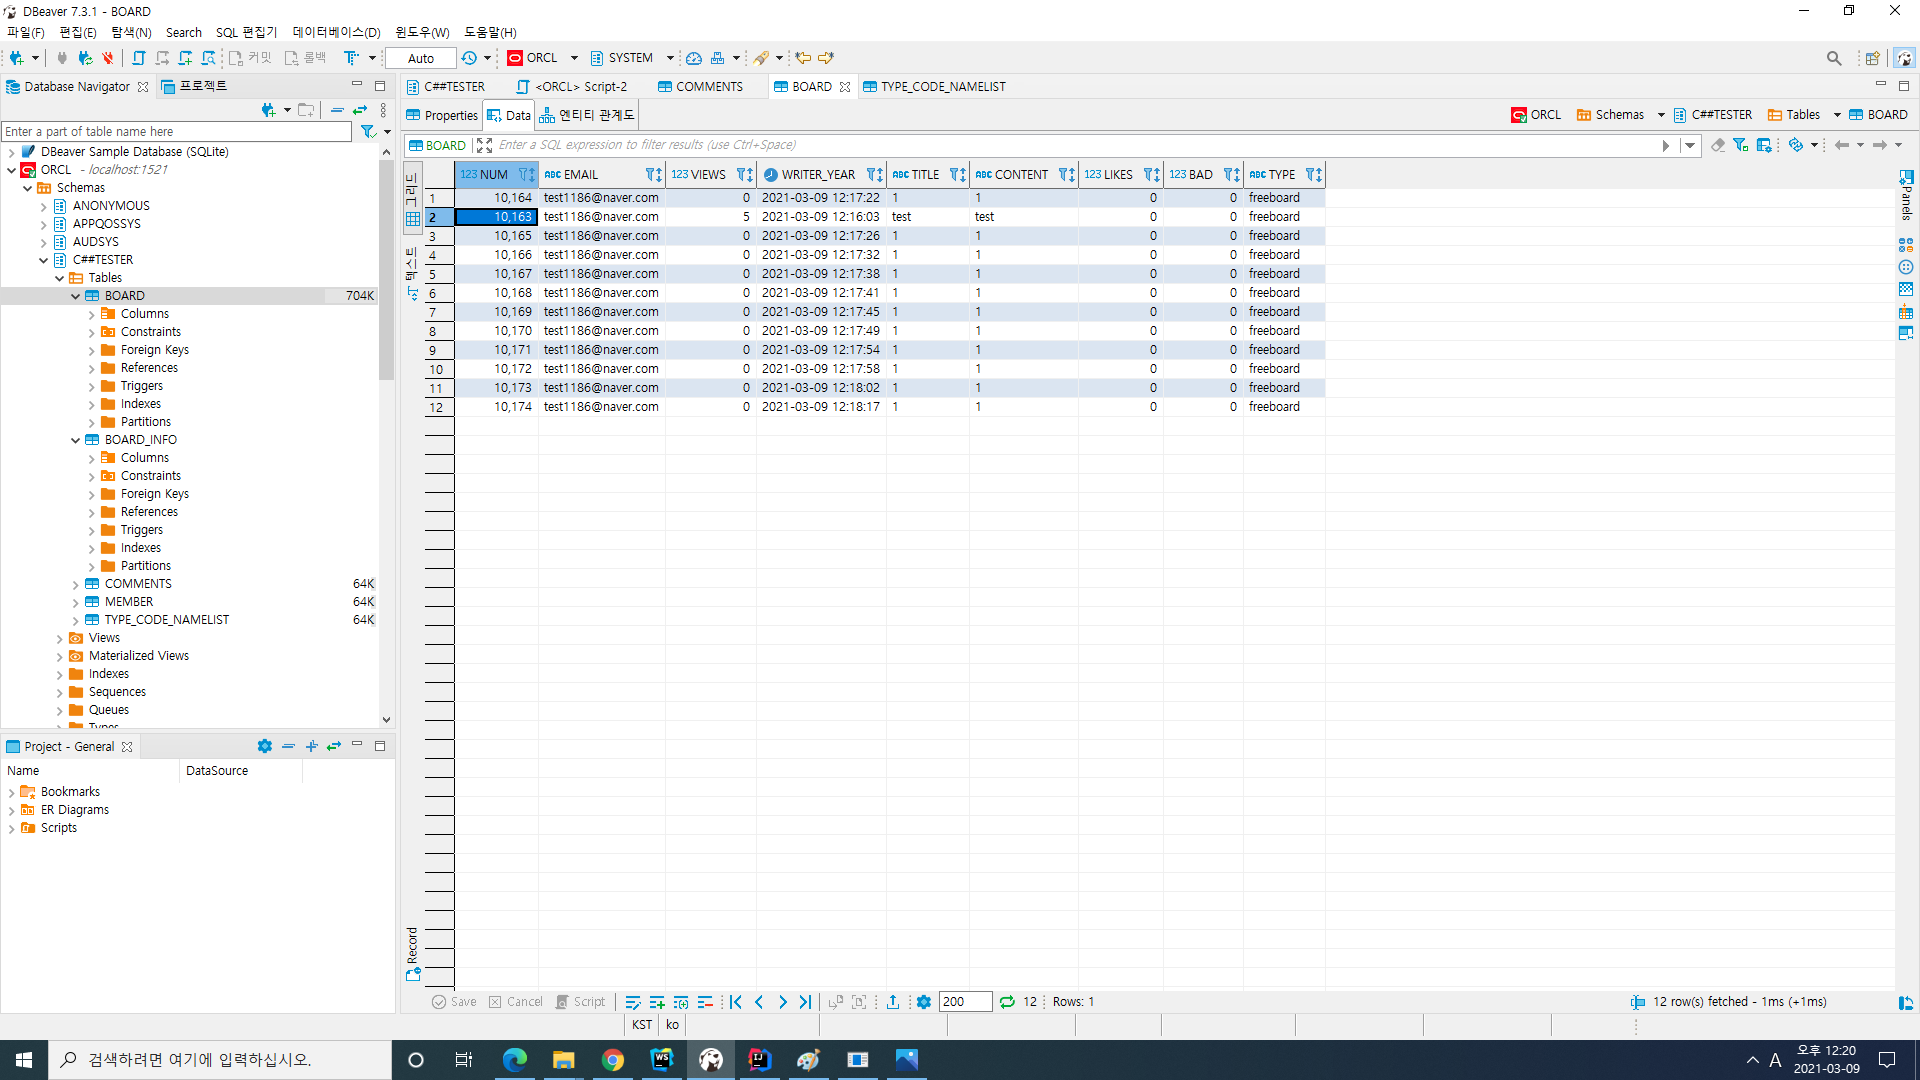 DBeaver 7.3.1 - BOARD
파일(F) 편집(E) 탐색(N) Search SQL 편집기 데이터베이스(D) 윈도우(W) 도움말(H)
커밋 롤백 Auto ORCL SYSTEM
Database Navigator 프로젝트
Enter a part of table name here
DBeaver Sample Database (SQLite)
ORCL - localhost:1521
Schemas
ANONYMOUS
APPQOSSYS
AUDSYS
C##TESTER
Tables
BOARD 704K
Columns
Constraints
Foreign Keys
References
Triggers
Indexes
Partitions
BOARD_INFO
Columns
Constraints
Foreign Keys
References
Triggers
Indexes
Partitions
COMMENTS 64K
MEMBER 64K
TYPE_CODE_NAMELIST 64K
Views
Materialized Views
Indexes
Sequences
Queues
Types
Project - General
Name DataSource
Bookmarks
ER Diagrams
Scripts
C##TESTER <ORCL> Script-2 COMMENTS BOARD TYPE_CODE_NAMELIST
Properties Data 엔티티 관계도 ORCL Schemas C##TESTER Tables BOARD
BOARD Enter a SQL expression to filter results (use Ctrl+Space)
그리드
텍스트
Record
Panels
123 NUM ABC EMAIL 123 VIEWS WRITER_YEAR ABC TITLE ABC CONTENT 123 LIKES 123 BAD ABC TYPE
1 10,164 test1186@naver.com 0 2021-03-09 12:17:22 1 1 0 0 freeboard
2 10,163 test1186@naver.com 5 2021-03-09 12:16:03 test test 0 0 freeboard
3 10,165 test1186@naver.com 0 2021-03-09 12:17:26 1 1 0 0 freeboard
4 10,166 test1186@naver.com 0 2021-03-09 12:17:32 1 1 0 0 freeboard
5 10,167 test1186@naver.com 0 2021-03-09 12:17:38 1 1 0 0 freeboard
6 10,168 test1186@naver.com 0 2021-03-09 12:17:41 1 1 0 0 freeboard
7 10,169 test1186@naver.com 0 2021-03-09 12:17:45 1 1 0 0 freeboard
8 10,170 test1186@naver.com 0 2021-03-09 12:17:49 1 1 0 0 freeboard
9 10,171 test1186@naver.com 0 2021-03-09 12:17:54 1 1 0 0 freeboard
10 10,172 test1186@naver.com 0 2021-03-09 12:17:58 1 1 0 0 freeboard
11 10,173 test1186@naver.com 0 2021-03-09 12:18:02 1 1 0 0 freeboard
12 10,174 test1186@naver.com 0 2021-03-09 12:18:17 1 1 0 0 freeboard
Save Cancel Script 200 12 Rows: 1 12 row(s) fetched - 1ms (+1ms)
KST ko
검색하려면 여기에 입력하십시오.
WS IJ A 오후 12:20
2021-03-09